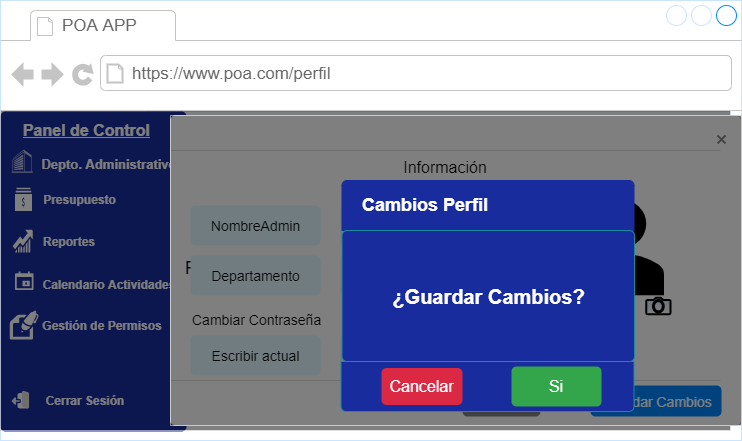 POA APP
https://www.poa.com/perfil
Panel de Control
Depto. Administrativo
Presupuesto
Reportes
Calendario Actividades
Gestión de Permisos
Cerrar Sesión
×
Información
NombreAdmin
Departamento
Cambiar Contraseña
Escribir actual
Cambios Perfil
¿Guardar Cambios?
Cancelar
Si
dar Cambios